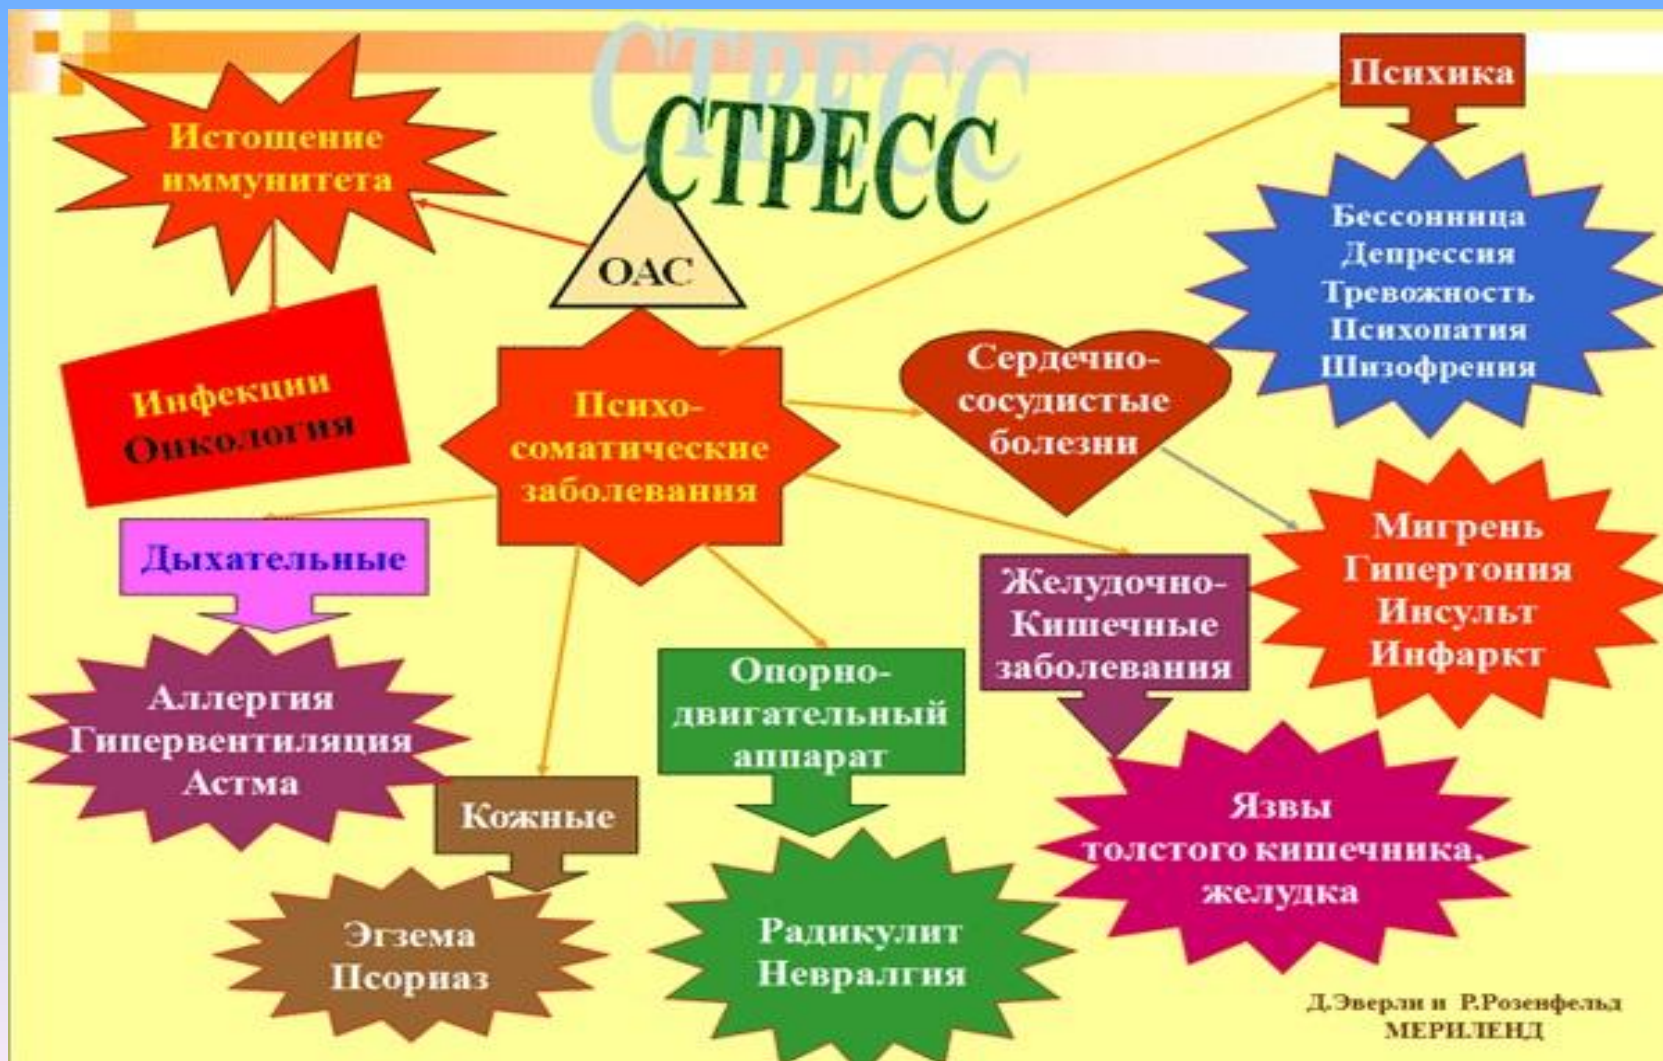 СТРЕСС
Истощение
иммунитета
ОАС
Психика
Бессонница
Депрессия
Тревожность
Психопатия
Шизофрения
Инфекции
Онкология
Психо-
соматические
заболевания
Сердечно-
сосудистые
болезни
Мигрень
Гипертония
Инсульт
Инфаркт
Дыхательные
Аллергия
Гипервентиляция
Астма
Кожные
Эгзема
Псориаз
Опорно-
двигательный
аппарат
Радикулит
Невралгия
Желудочно-
Кишечные
заболевания
Язвы
толстого кишечника,
желудка
Д.Эверли и Р.Розенфельд
МЕРИЛЕНД